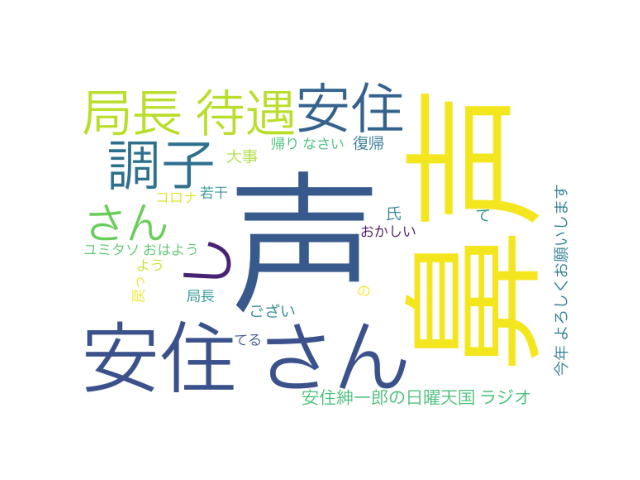 局長 待遇
安住
鼻声
帰り なさい
復帰
調子
大事
コロナ
若干
声
氏
て
さん
おかしい
ユミタソ おはよう
よう
し
戻っ
局長
の
ござい
今年 よろしくお願いします
安住 さん
てる
安住紳一郎の日曜天国 ラジオ